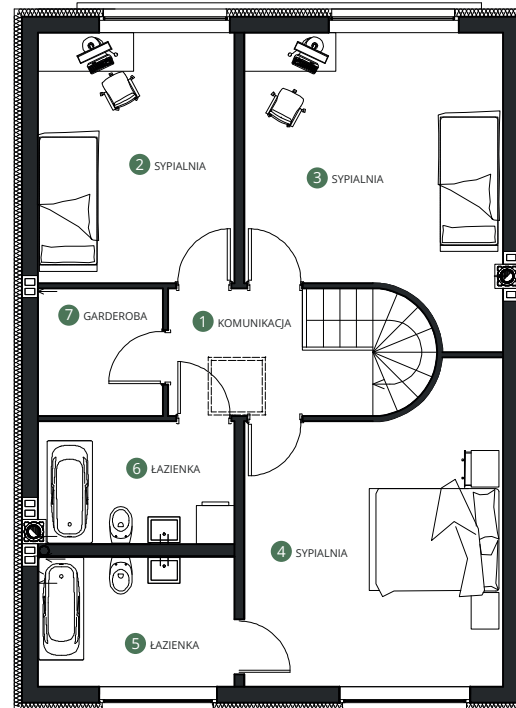 2 SYPIALNIA
3 SYPIALNIA
7 GARDEROBA
1 KOMUNIKACJA
6 ŁAZIENKA
4 SYPIALNIA
5 ŁAZIENKA